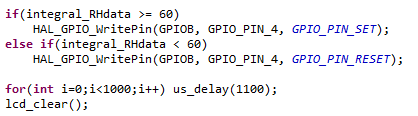 if(integral_RHdata >= 60)
    HAL_GPIO_WritePin(GPIOB, GPIO_PIN_4, GPIO_PIN_SET);
else if(integral_RHdata < 60)
    HAL_GPIO_WritePin(GPIOB, GPIO_PIN_4, GPIO_PIN_RESET);

for(int i=0;i<1000;i++) us_delay(1100);
lcd_clear();